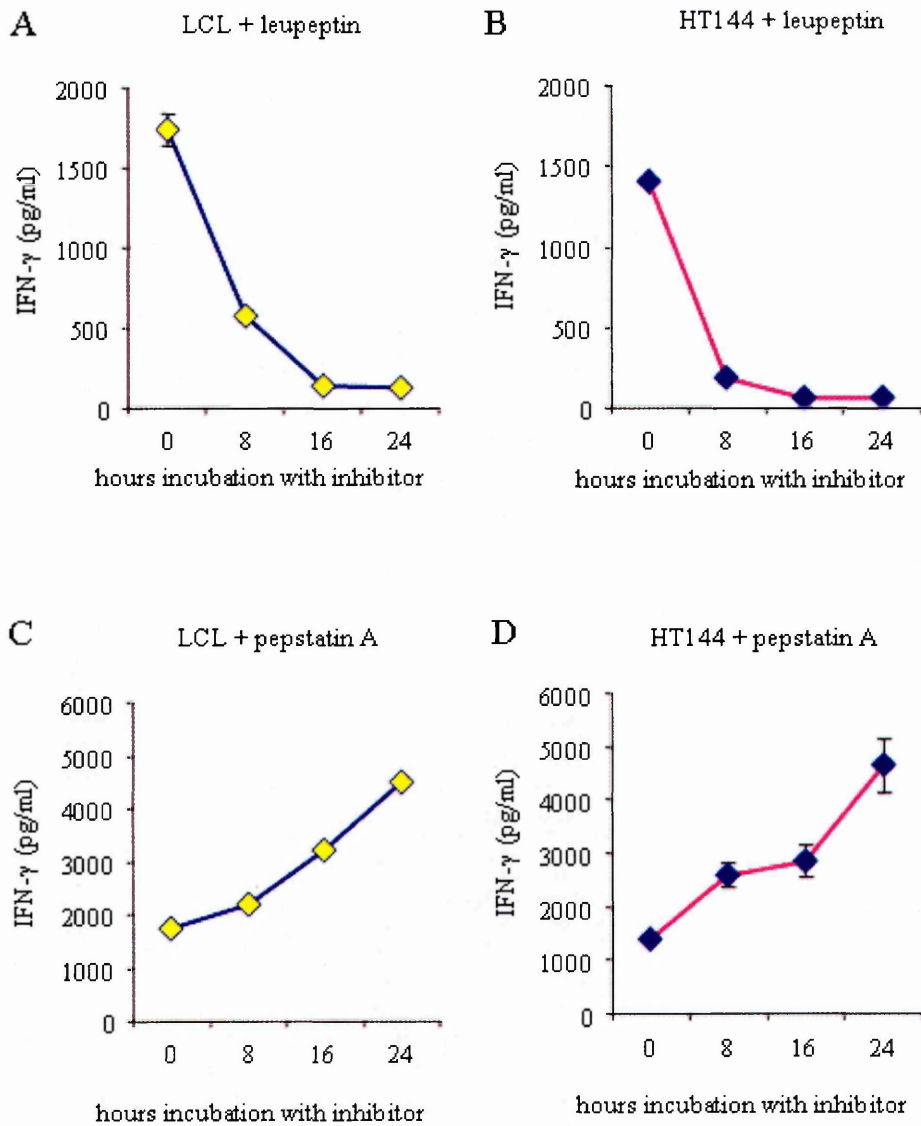 A
LCL + leupeptin
2000
1500
1000
500
0
IFN-γ (pg/ml)
0 8 16 24
hours incubation with inhibitor
B
HT144 + leupeptin
2000
1500
1000
500
0
IFN-γ (pg/ml)
0 8 16 24
hours incubation with inhibitor
C
LCL + pepstatin A
6000
5000
4000
3000
2000
1000
0
IFN-γ (pg/ml)
0 8 16 24
hours incubation with inhibitor
D
HT144 + pepstatin A
6000
5000
4000
3000
2000
1000
0
IFN-γ (pg/ml)
0 8 16 24
hours incubation with inhibitor